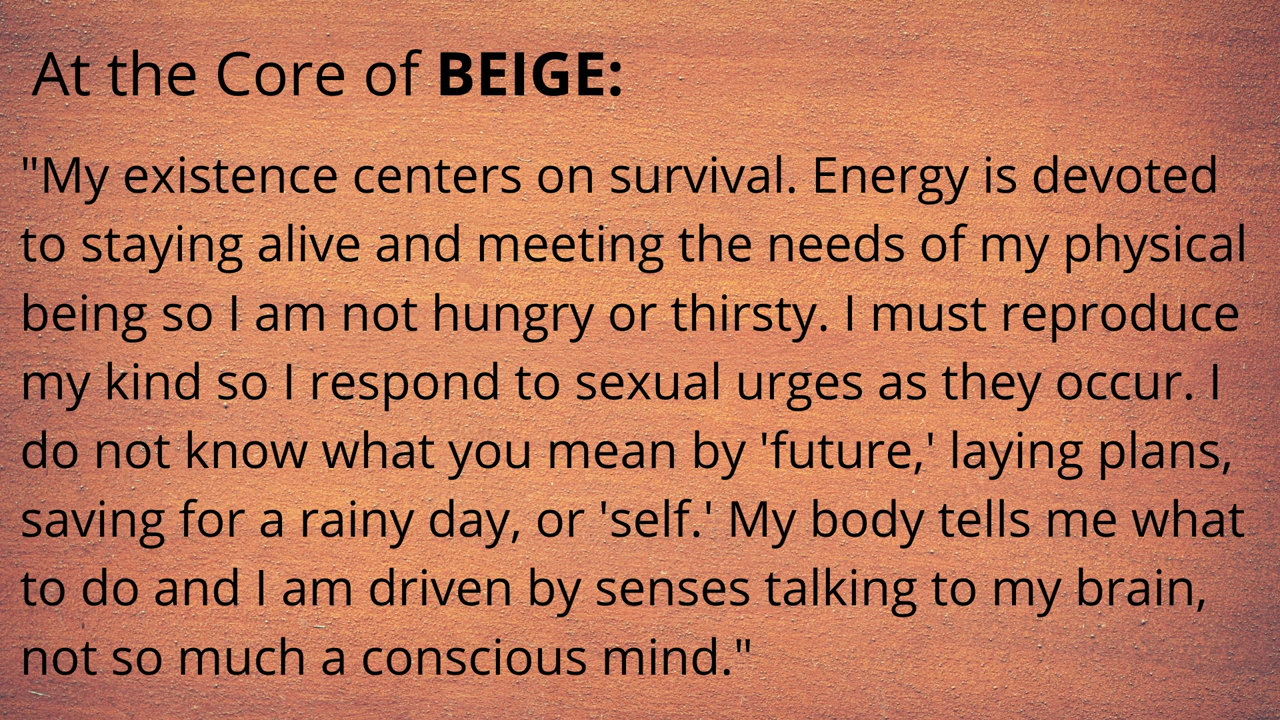 At the Core of BEIGE:
"My existence centers on survival. Energy is devoted
to staying alive and meeting the needs of my physical
being so I am not hungry or thirsty. I must reproduce
my kind so I respond to sexual urges as they occur. I
do not know what you mean by 'future,' laying plans,
saving for a rainy day, or 'self.' My body tells me what
to do and I am driven by senses talking to my brain,
not so much a conscious mind."